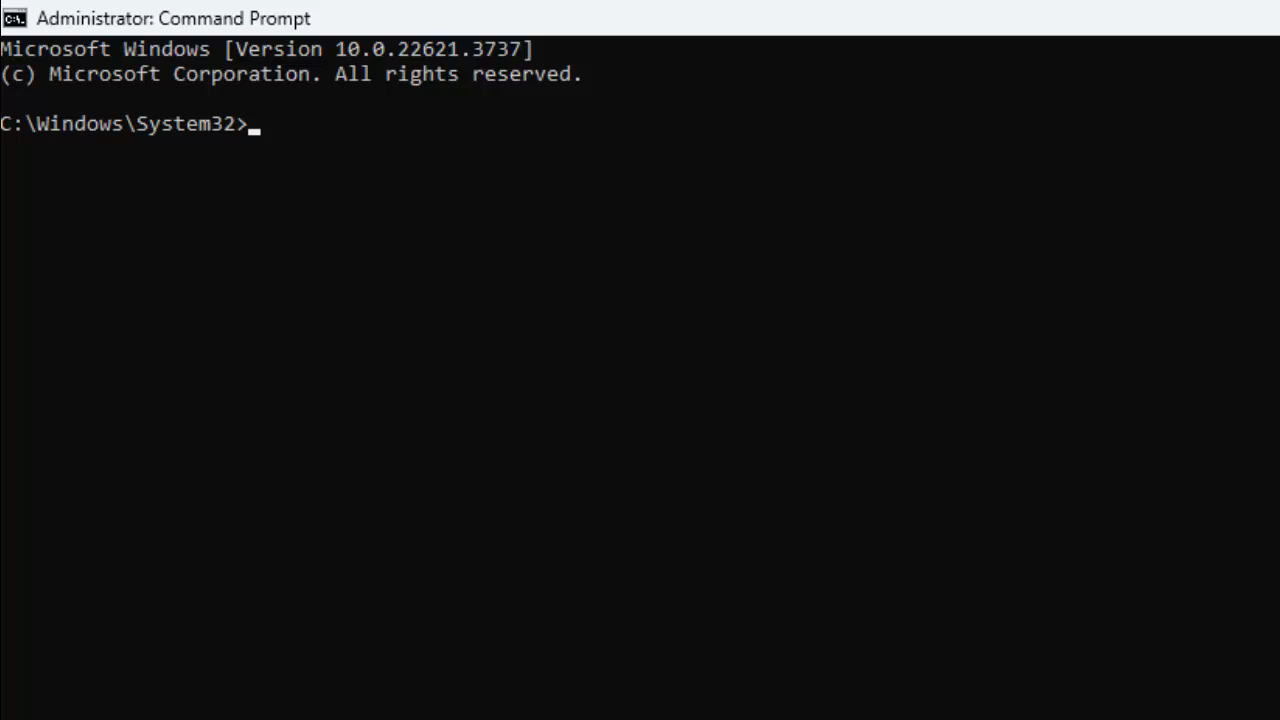 Administrator: Command Prompt
Microsoft Windows [Version 10.0.22621.3737]
(c) Microsoft Corporation. All rights reserved.
C:\Windows\System32>